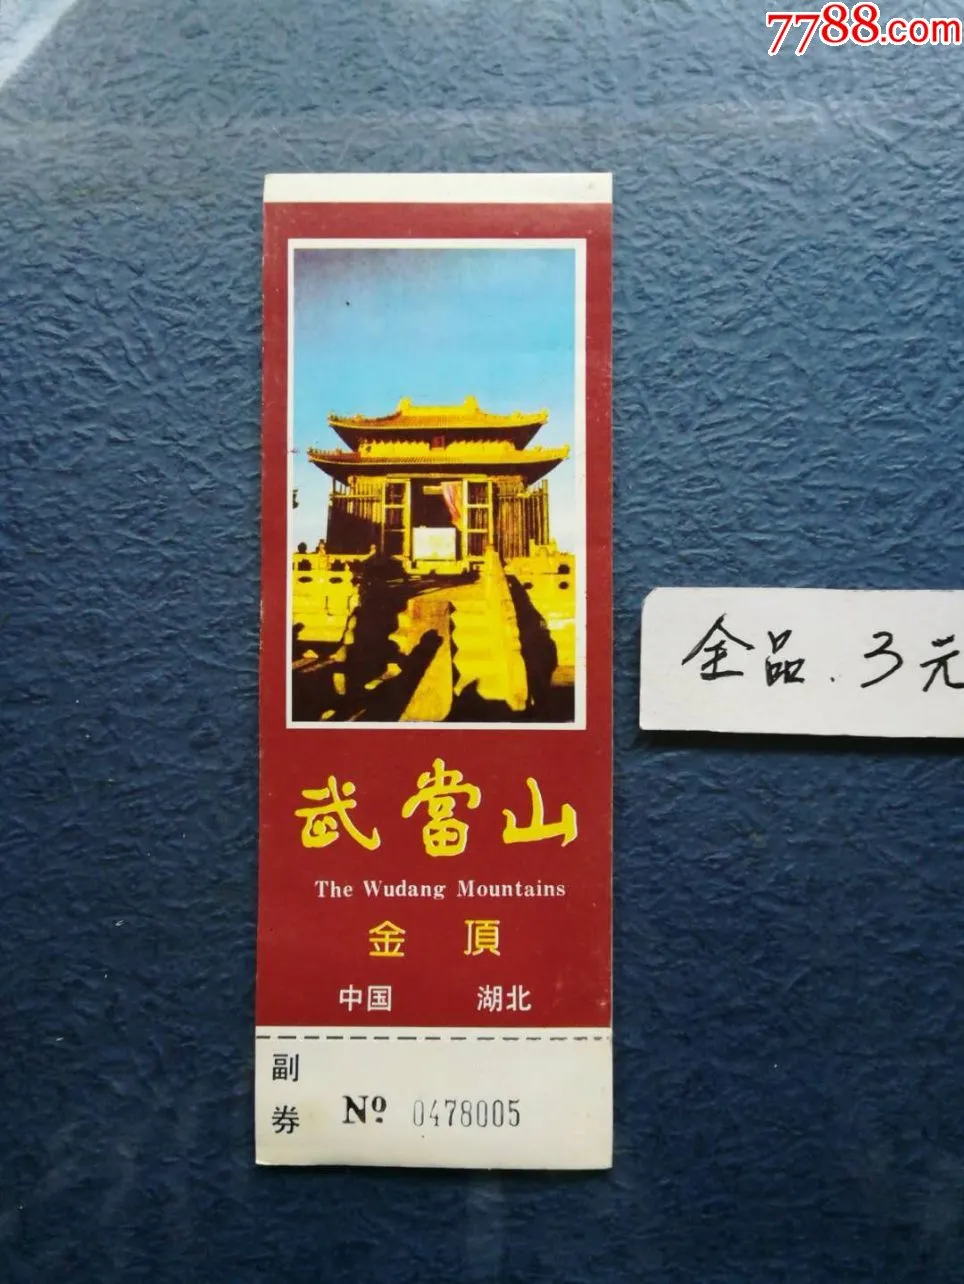 7788.com
全品.3元
武當山
The Wudang Mountains
金頂
中国 湖北
副券
Nº 0478005